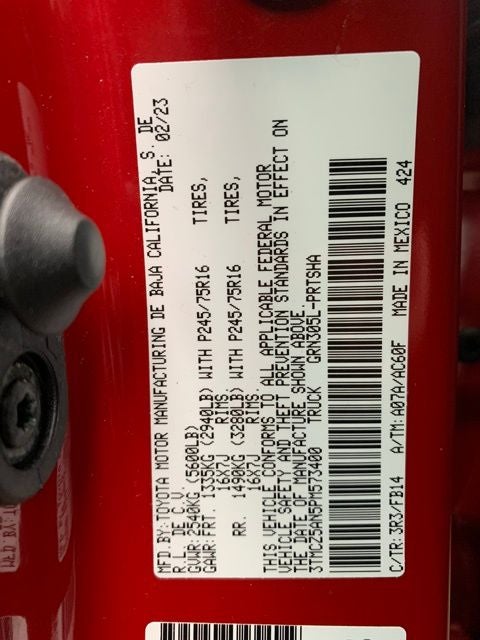 MFD.BY:TOYOTA MOTOR MANUFACTURING DE BAJA CALIFORNIA, S. DE
R.L. DE C.V. DATE: 02/23
GVWR:2540KG (5600LB)
GAWR:FRT. 1335KG (2940LB) WITH P245/75R16 TIRES,
16X7J RIMS
RR. 1490KG (3280LB) WITH P245/75R16 TIRES,
16X7J RIMS.
THIS VEHICLE CONFORMS TO ALL APPLICABLE FEDERAL MOTOR
VEHICLE SAFETY AND THEFT PREVENTION STANDARDS IN EFFECT ON
THE DATE OF MANUFACTURE SHOWN ABOVE.
3TMCZ5AN5PM573400 TRUCK GRN305L-PRTSHA
C/TR: 3R3/FB14 A/TM: A07A/AC60F MADE IN MEXICO 424